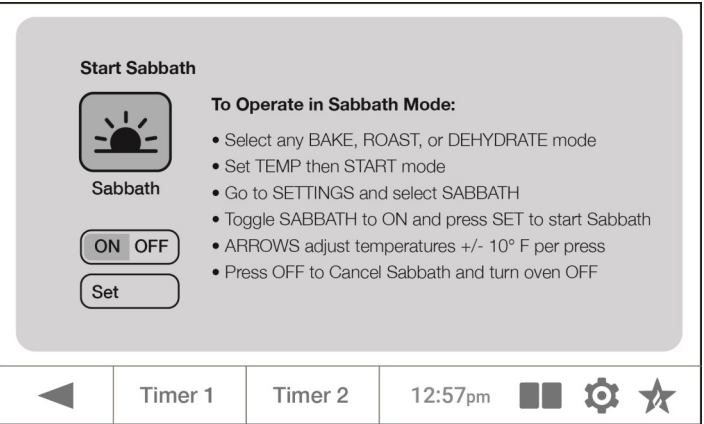 Start Sabbath
Sabbath
ON OFF
Set
To Operate in Sabbath Mode:
• Select any BAKE, ROAST, or DEHYDRATE mode
• Set TEMP then START mode
• Go to SETTINGS and select SABBATH
• Toggle SABBATH to ON and press SET to start Sabbath
• ARROWS adjust temperatures +/- 10° F per press
• Press OFF to Cancel Sabbath and turn oven OFF
Timer 1 Timer 2 12:57pm